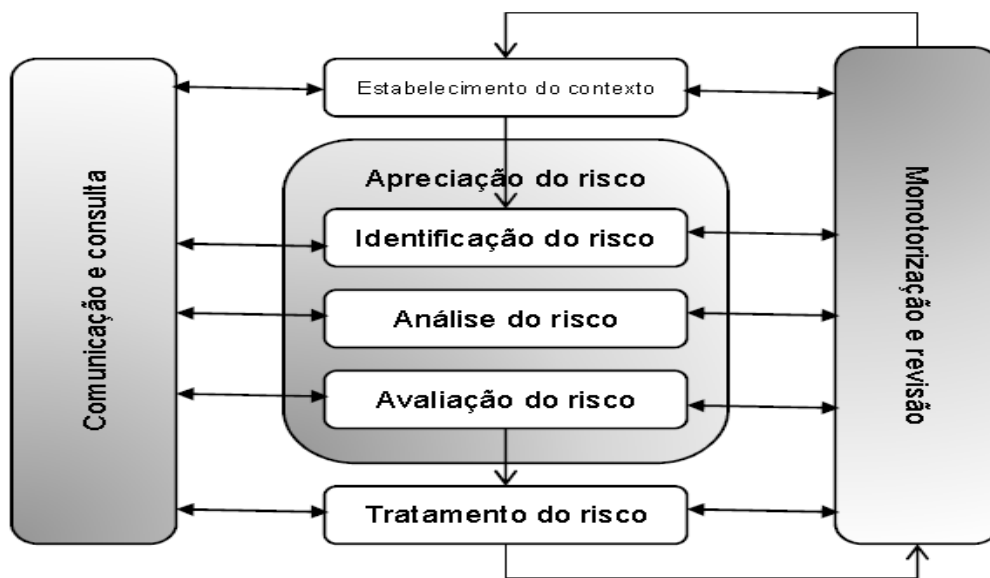 Estabelecimento do contexto
Comunicação e consulta
Apreciação do risco
Identificação do risco
Análise do risco
Avaliação do risco
Tratamento do risco
Monotorização e revisão